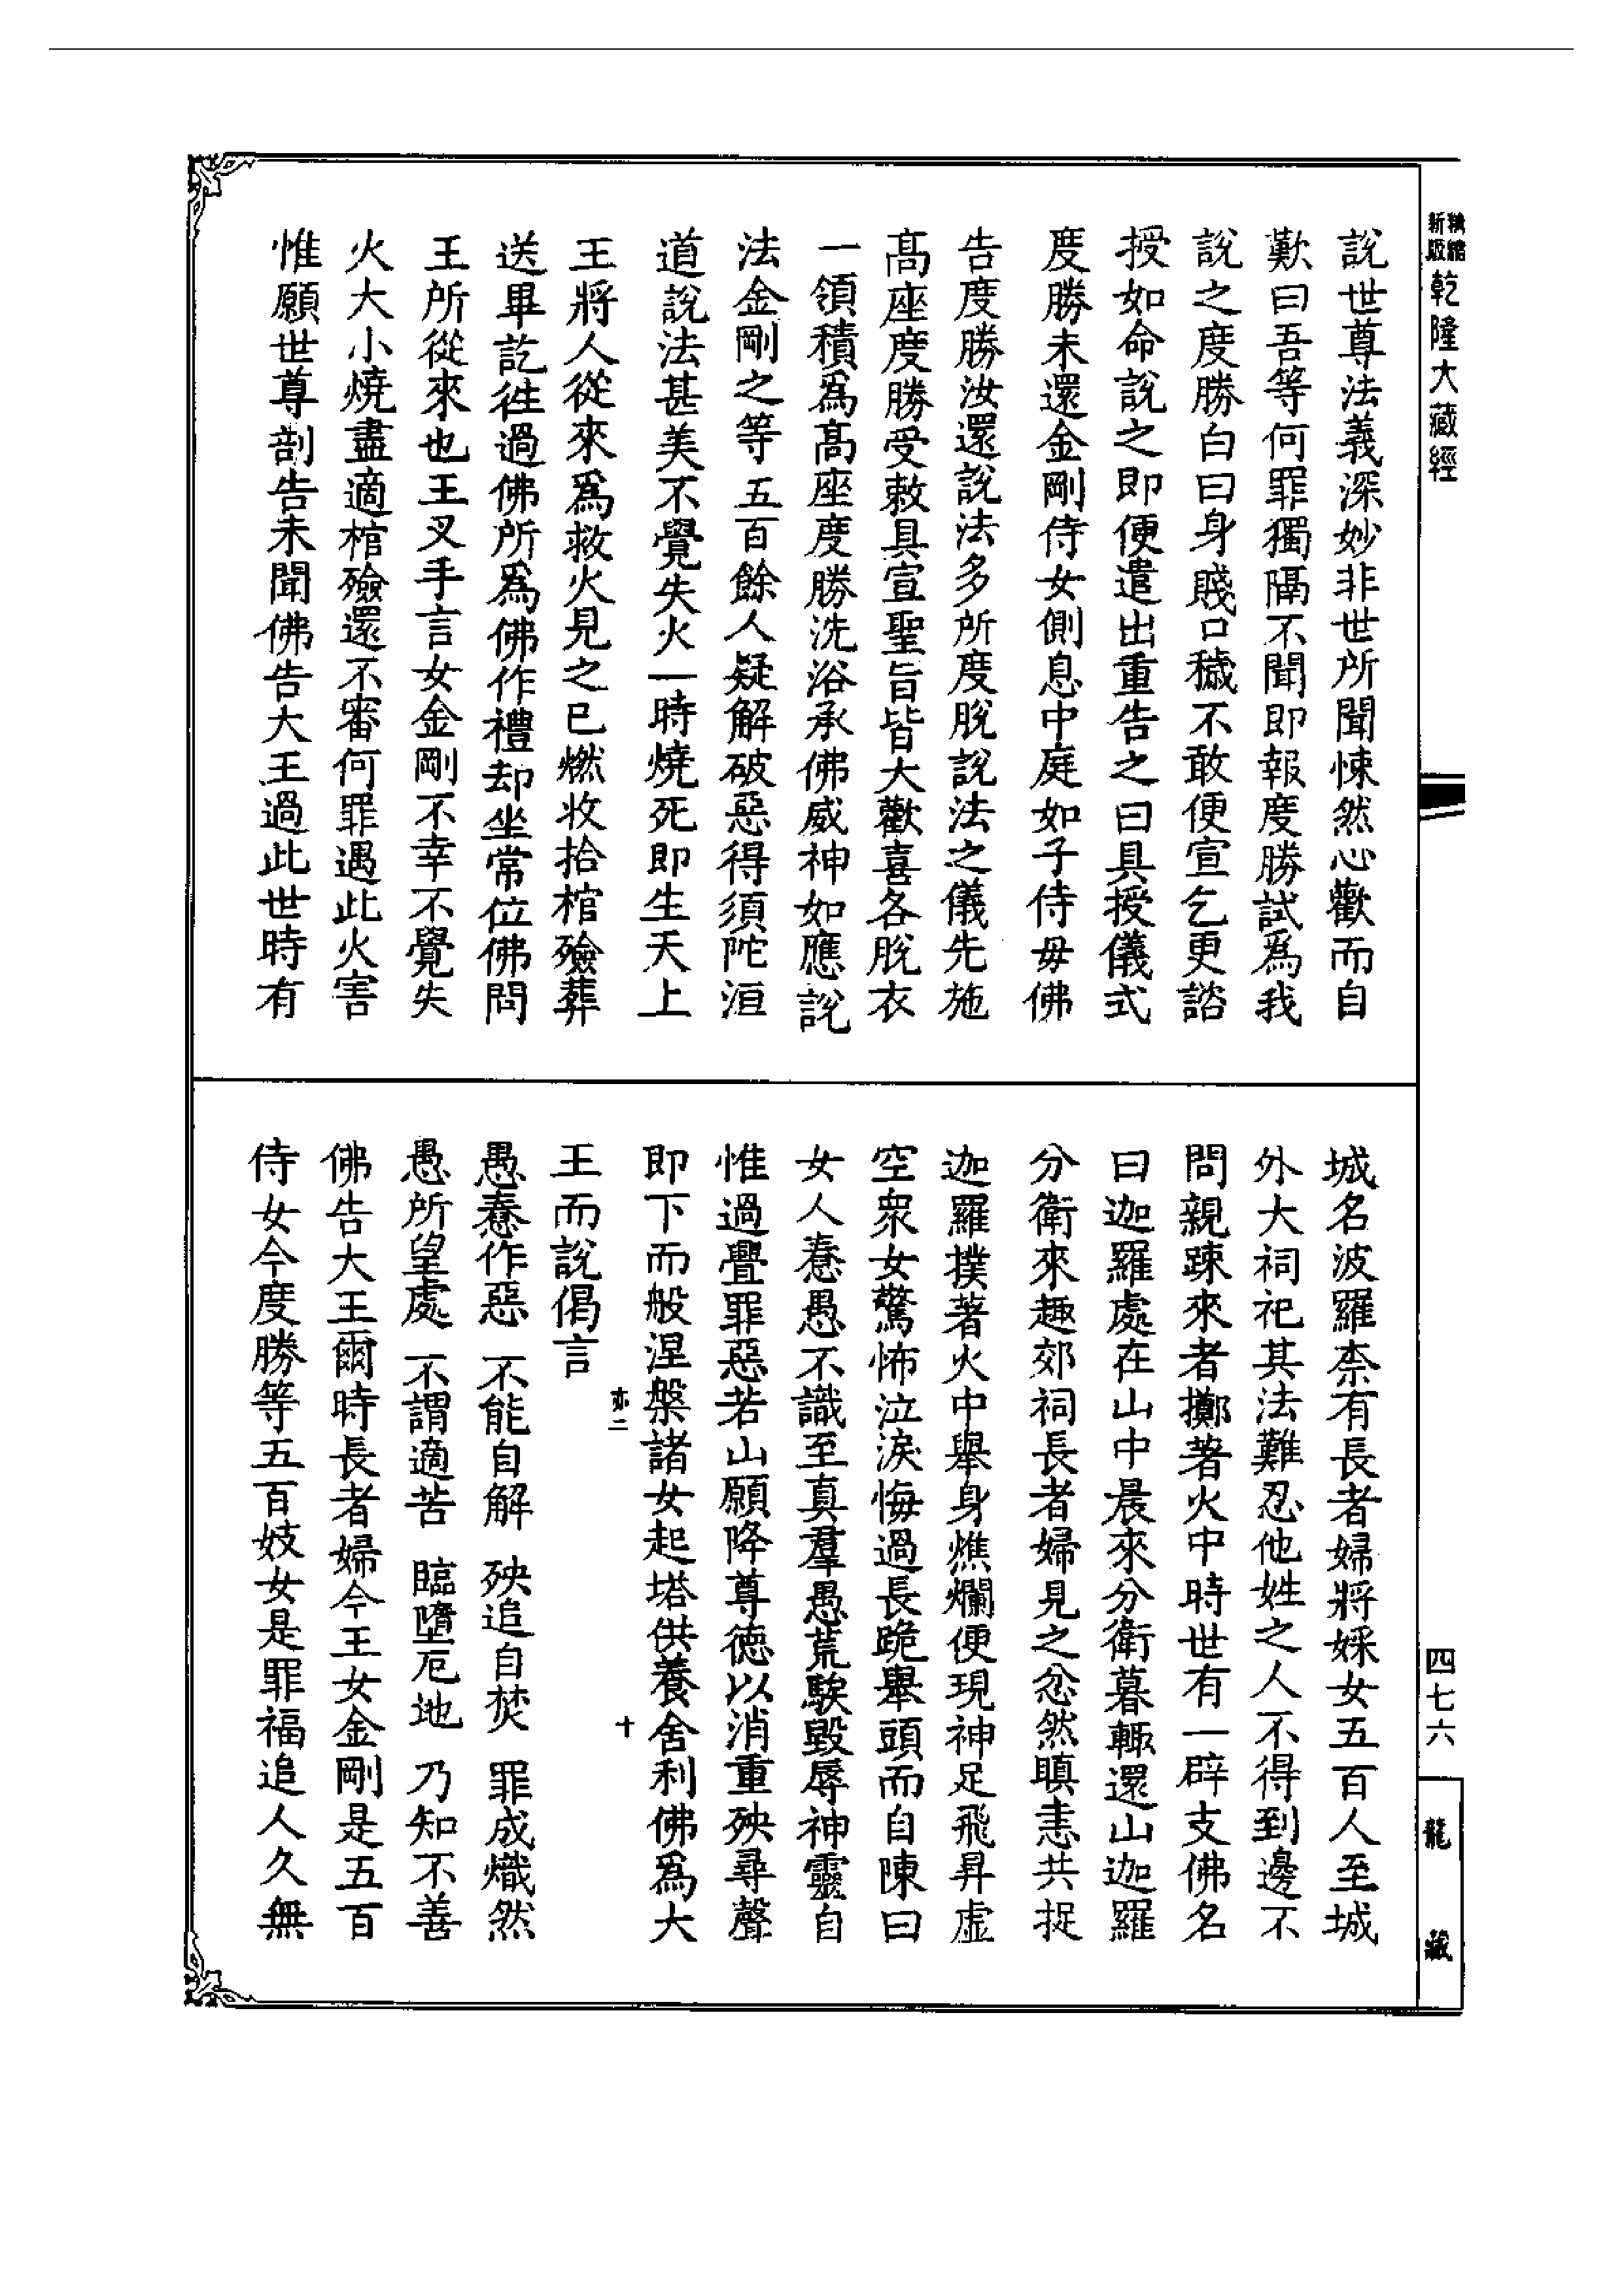 精縮新版乾隆大藏經
四七六
龍藏
說世尊法義深妙非世所聞悚然心歡而自
歎曰吾等何罪獨隔不聞即報度勝試爲我
說之度勝白曰身賤口穢不敢便宣乞更諮
授如命說之即便遣出重告之曰具授儀式
度勝未還金剛侍女側息中庭如子侍母佛
告度勝汝還說法多所度脫說法之儀先施
高座度勝受敕具宣聖旨皆大歡喜各脫衣
一領積爲高座度勝洗浴承佛威神如應說
法金剛之等五百餘人疑解破惡得須陀洹
道說法甚美不覺失火一時燒死即生天上
王將人從來爲救火見之已燃收拾棺殮葬
送畢訖往過佛所爲佛作禮却坐常位佛問
王所從來也王叉手言女金剛不幸不覺失
火大小燒盡適棺殮還不審何罪遇此火害
惟願世尊剖告未聞佛告大王過此世時有
城名波羅柰有長者婦將婇女五百人至城
外大祠祀其法難忍他姓之人不得到邊不
問親踈來者擲著火中時世有一辟支佛名
曰迦羅處在山中晨來分衛暮輒還山迦羅
分衛來趣郊祠長者婦見之忿然瞋恚共捉
迦羅撲著火中舉身燋爛便現神足飛昇虛
空衆女驚怖泣淚悔過長跪舉頭而自陳曰
女人憃愚不識至真羣愚荒騃毀辱神靈自
惟過舋罪惡若山願降尊德以消重殃尋聲
即下而般涅槃諸女起塔供養舍利佛爲大
亦二 十
王而說偈言
愚憃作惡 不能自解 殃追自焚 罪成熾然
愚所望處 不謂適苦 臨墮厄地 乃知不善
佛告大王爾時長者婦今王女金剛是五百
侍女今度勝等五百妓女是罪福追人久無